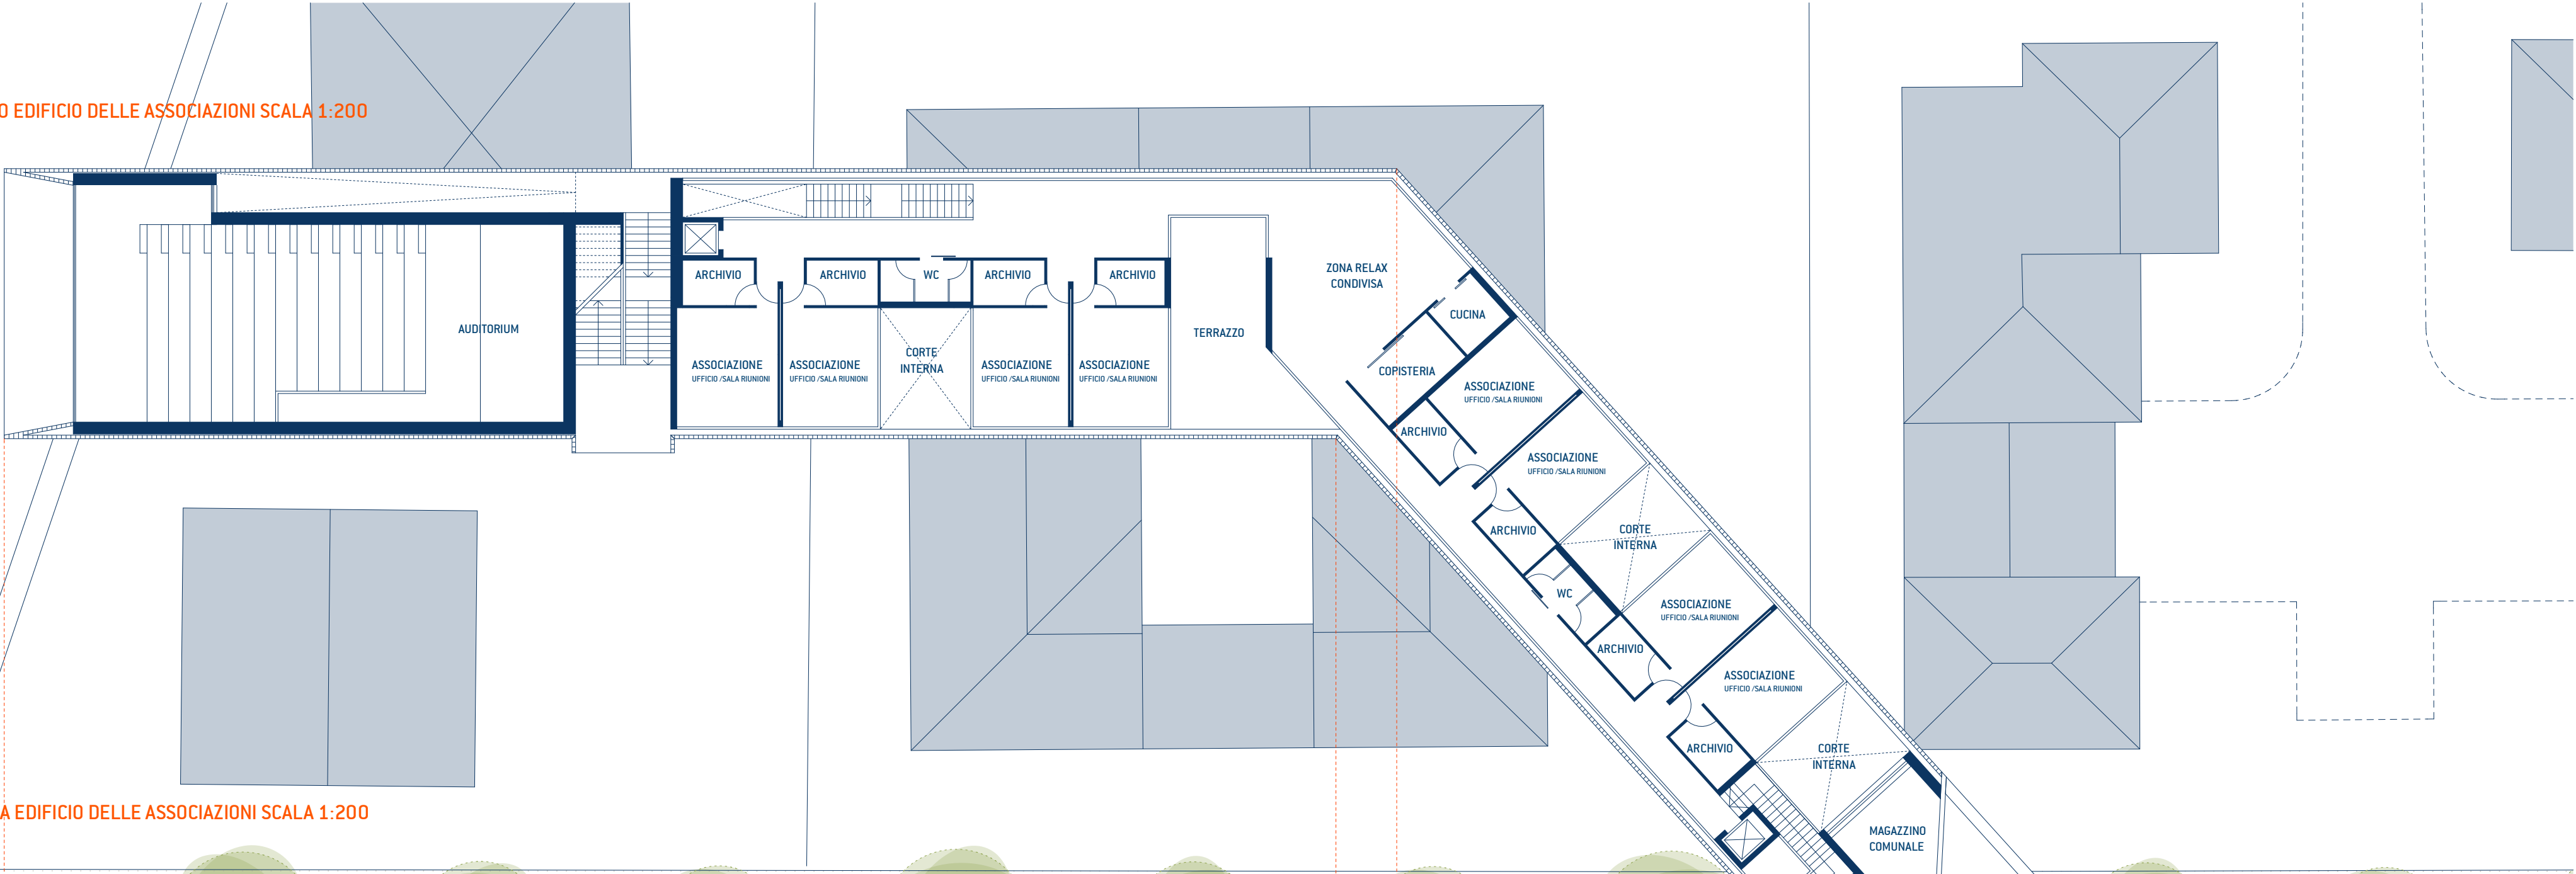 O EDIFICIO DELLE ASSOCIAZIONI SCALA 1:200
ARCHIVIO
ARCHIVIO
WC
ARCHIVIO
ARCHIVIO
ZONA RELAX
CONDIVISA
CUCINA
AUDITORIUM
TERRAZZO
CORTE
INTERNA
ASSOCIAZIONE
UFFICIO /SALA RIUNIONI
ASSOCIAZIONE
UFFICIO /SALA RIUNIONI
ASSOCIAZIONE
UFFICIO /SALA RIUNIONI
ASSOCIAZIONE
UFFICIO /SALA RIUNIONI
COPISTERIA
ASSOCIAZIONE
UFFICIO /SALA RIUNIONI
ARCHIVIO
ASSOCIAZIONE
UFFICIO /SALA RIUNIONI
ARCHIVIO
CORTE
INTERNA
WC
ASSOCIAZIONE
UFFICIO /SALA RIUNIONI
ARCHIVIO
ASSOCIAZIONE
UFFICIO /SALA RIUNIONI
ARCHIVIO
CORTE
INTERNA
A EDIFICIO DELLE ASSOCIAZIONI SCALA 1:200
MAGAZZINO
COMUNALE